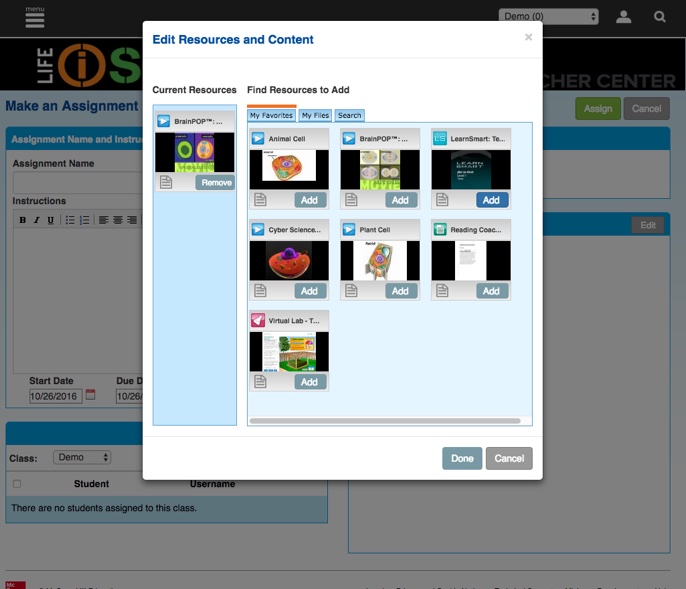 menu
Demo (0)
Edit Resources and Content
×
LIFE
iS
CHER CENTER
Current Resources
Find Resources to Add
Make an Assignment
Assign
Cancel
My Favorites
My Files
Search
BrainPOP™: ...
Remove
Animal Cell
Add
BrainPOP™: ...
MOVIE
Add
LearnSmart: Te...
LEARN
SMART
Add
Assignment Name and Instru
Assignment Name
Instructions
B I U
Edit
Cyber Science...
Add
Plant Cell
Add
Reading Coac...
Add
Virtual Lab - T...
Add
Start Date
Due D
10/26/2016
10/26/
Class:
Demo
Done
Cancel
Student
Username
There are no students assigned to this class.